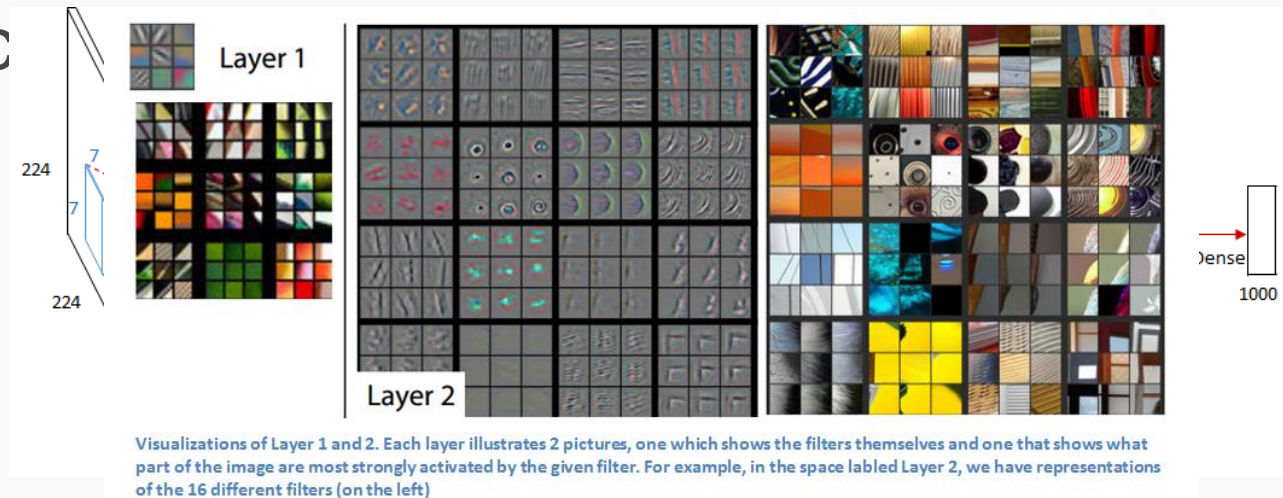 Layer 1
7
224
7
224
Layer 2
Dense
1000
Visualizations of Layer 1 and 2. Each layer illustrates 2 pictures, one which shows the filters themselves and one that shows what
part of the image are most strongly activated by the given filter. For example, in the space labled Layer 2, we have representations
of the 16 different filters (on the left)